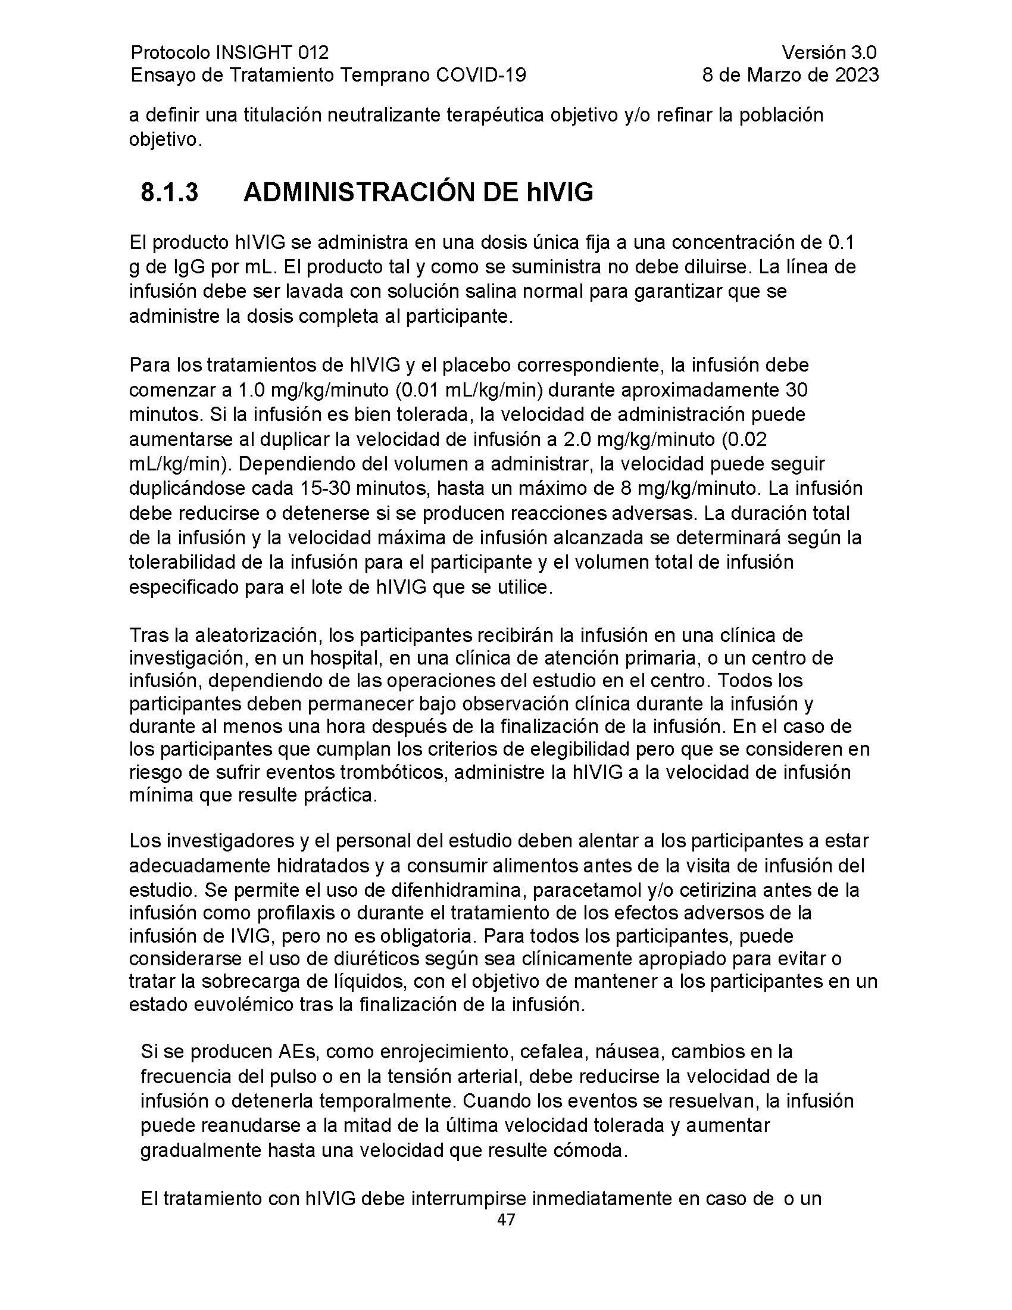 Protocolo INSIGHT 012 Versión 3.0
Ensayo de Tratamiento Temprano COVID-19 8 de Marzo de 2023
a definir una titulación neutralizante terapéutica objetivo y/o refinar la población
objetivo.
8.1.3 ADMINISTRACIÓN DE hIVIG
El producto hIVIG se administra en una dosis única fija a una concentración de 0.1
g de IgG por mL. El producto tal y como se suministra no debe diluirse. La línea de
infusión debe ser lavada con solución salina normal para garantizar que se
administre la dosis completa al participante.
Para los tratamientos de hIVIG y el placebo correspondiente, la infusión debe
comenzar a 1.0 mg/kg/minuto (0.01 mL/kg/min) durante aproximadamente 30
minutos. Si la infusión es bien tolerada, la velocidad de administración puede
aumentarse al duplicar la velocidad de infusión a 2.0 mg/kg/minuto (0.02
mL/kg/min). Dependiendo del volumen a administrar, la velocidad puede seguir
duplicándose cada 15-30 minutos, hasta un máximo de 8 mg/kg/minuto. La infusión
debe reducirse o detenerse si se producen reacciones adversas. La duración total
de la infusión y la velocidad máxima de infusión alcanzada se determinará según la
tolerabilidad de la infusión para el participante y el volumen total de infusión
especificado para el lote de hIVIG que se utilice.
Tras la aleatorización, los participantes recibirán la infusión en una clínica de
investigación, en un hospital, en una clínica de atención primaria, o un centro de
infusión, dependiendo de las operaciones del estudio en el centro. Todos los
participantes deben permanecer bajo observación clínica durante la infusión y
durante al menos una hora después de la finalización de la infusión. En el caso de
los participantes que cumplan los criterios de elegibilidad pero que se consideren en
riesgo de sufrir eventos trombóticos, administre la hIVIG a la velocidad de infusión
mínima que resulte práctica.
Los investigadores y el personal del estudio deben alentar a los participantes a estar
adecuadamente hidratados y a consumir alimentos antes de la visita de infusión del
estudio. Se permite el uso de difenhidramina, paracetamol y/o cetirizina antes de la
infusión como profilaxis o durante el tratamiento de los efectos adversos de la
infusión de IVIG, pero no es obligatoria. Para todos los participantes, puede
considerarse el uso de diuréticos según sea clínicamente apropiado para evitar o
tratar la sobrecarga de líquidos, con el objetivo de mantener a los participantes en un
estado euvolémico tras la finalización de la infusión.
Si se producen AEs, como enrojecimiento, cefalea, náusea, cambios en la
frecuencia del pulso o en la tensión arterial, debe reducirse la velocidad de la
infusión o detenerla temporalmente. Cuando los eventos se resuelvan, la infusión
puede reanudarse a la mitad de la última velocidad tolerada y aumentar
gradualmente hasta una velocidad que resulte cómoda.
El tratamiento con hIVIG debe interrumpirse inmediatamente en caso de o un
47